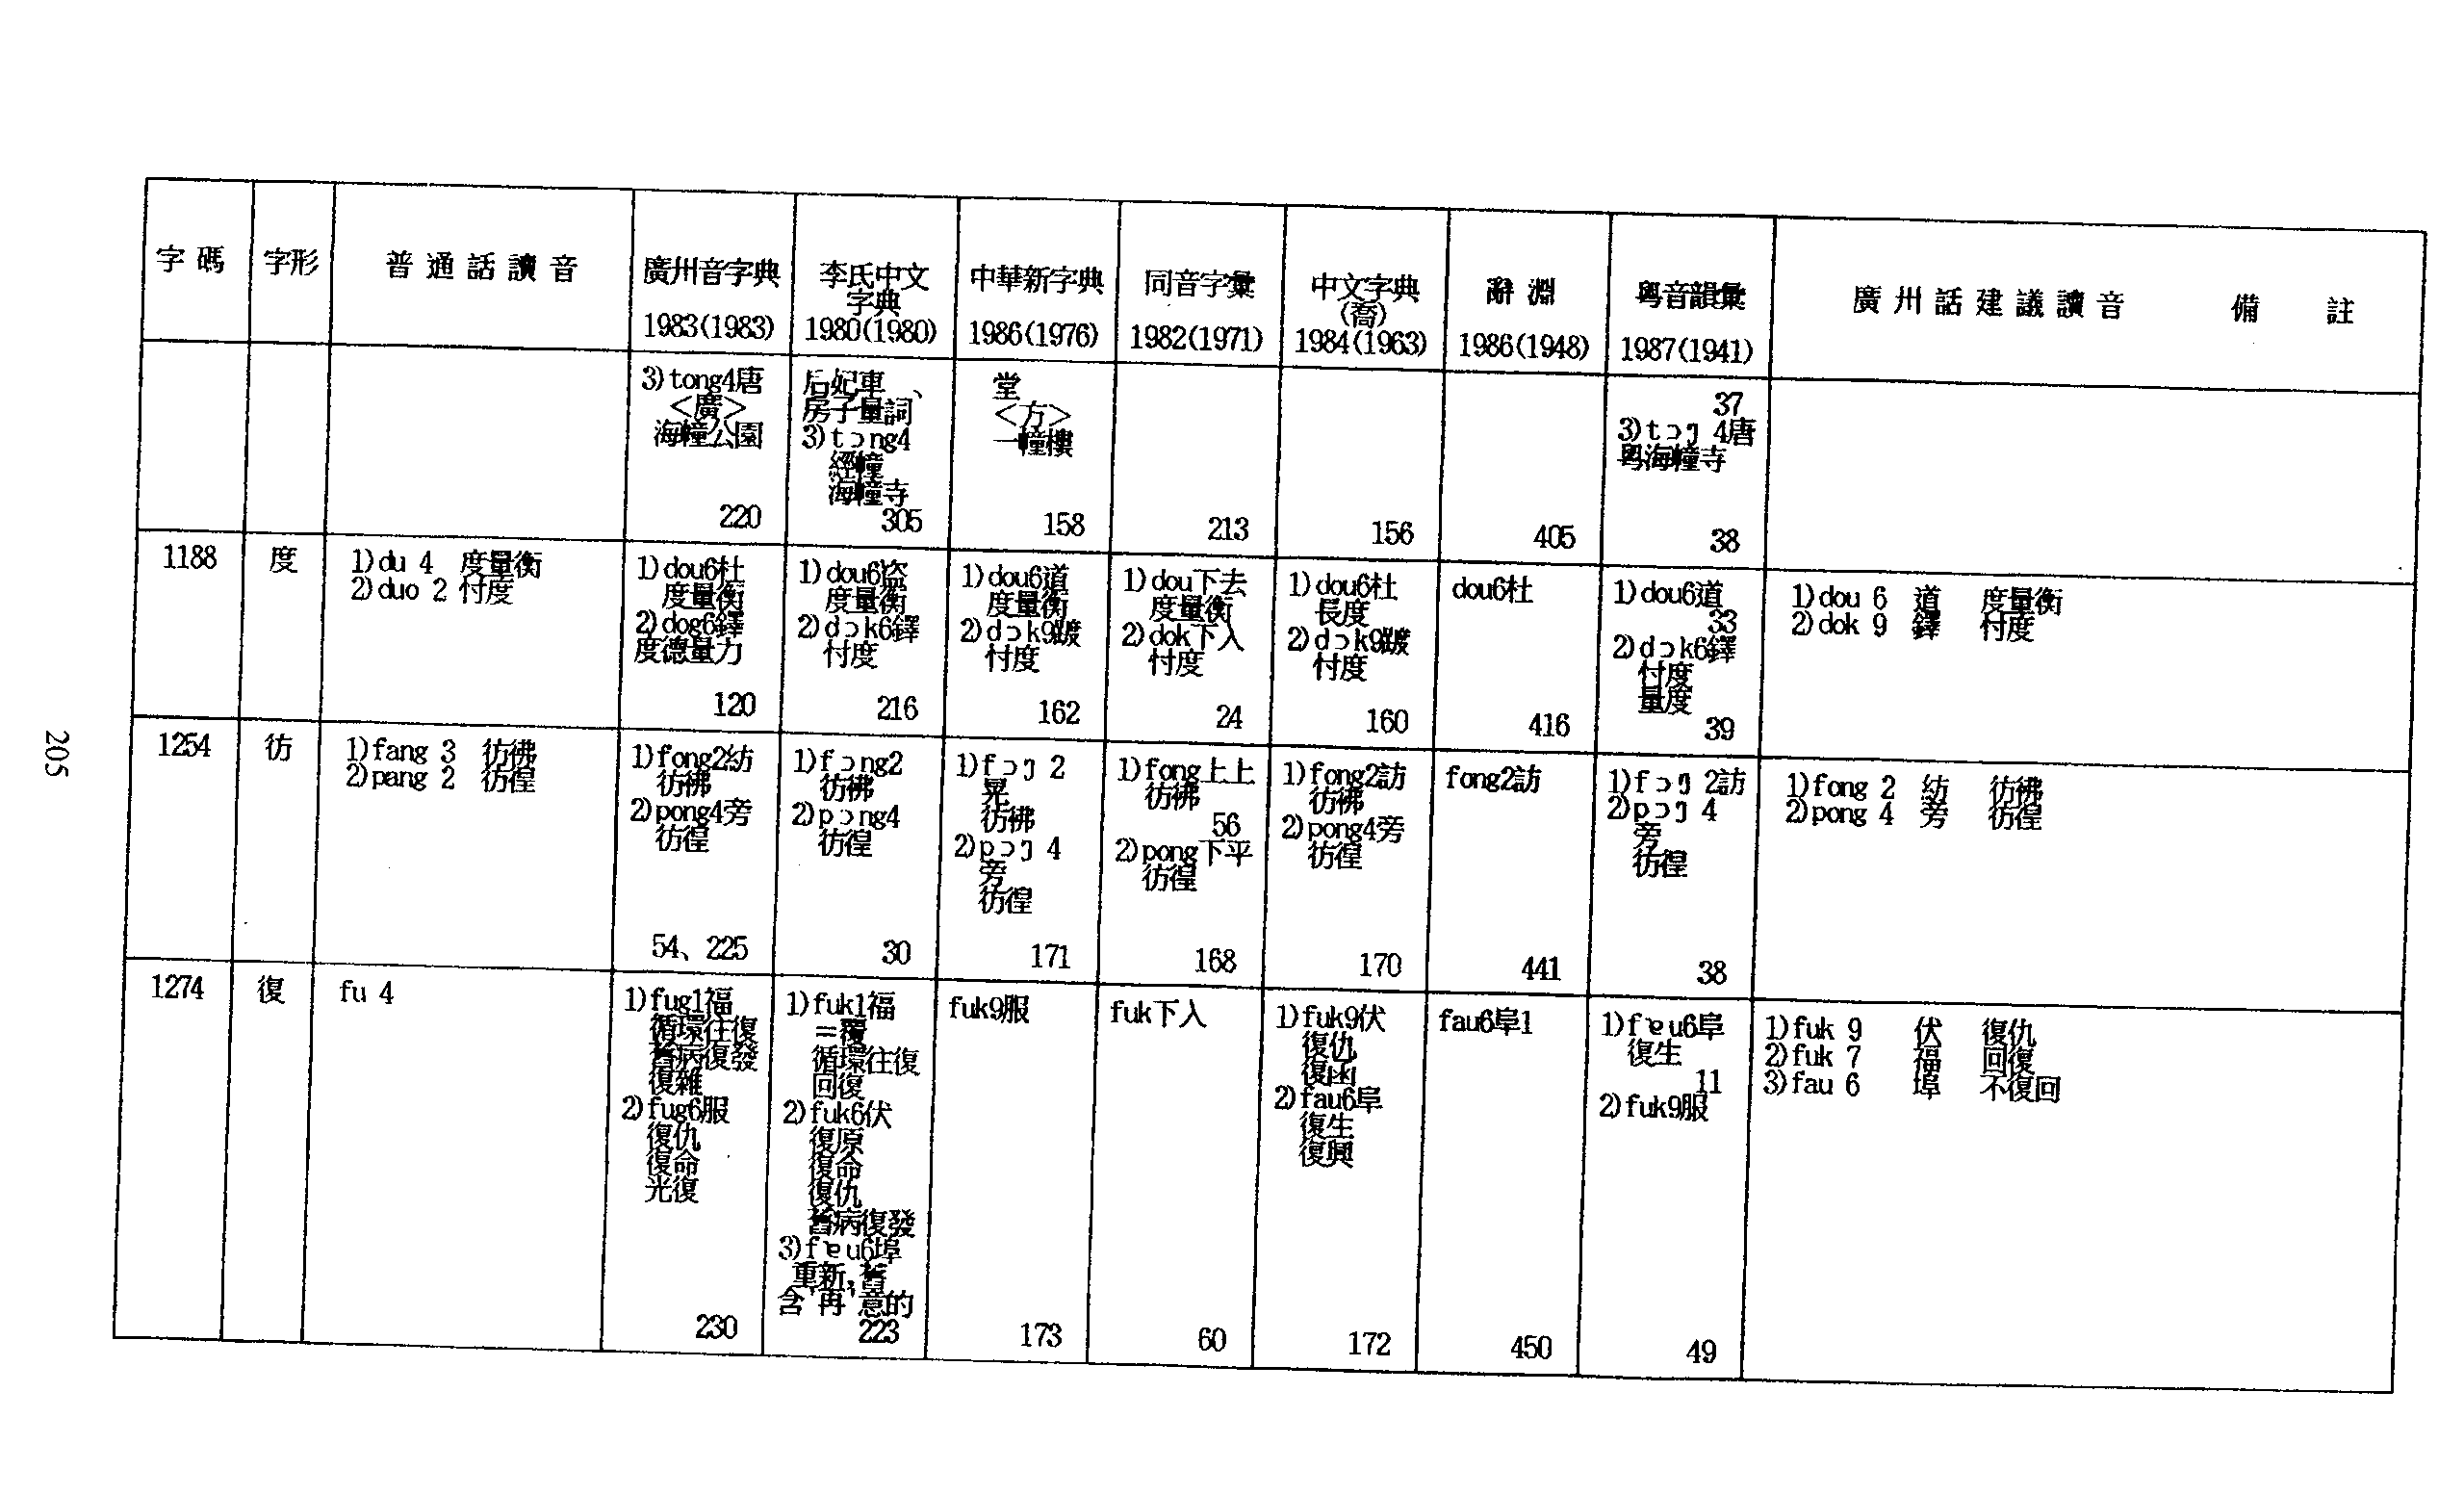 字碼 字形 普通話讀音 廣州音字典 1983(1983) 李氏中文字典 1980(1980) 中華新字典 1986(1976) 同音字彙 1982(1971) 中文字典(喬) 1984(1963) 辭淵 1986(1948) 粵音韻彙 1987(1941) 廣州話建議讀音 備註
3)tong4唐
<廣>
海幢公園
220
后妃車、
房子量詞
3)tɔng4
經幢
海幢寺
305
堂
<方>
一幢樓
158
213
156
405
37
3)tɔŋ 4唐
粵海幢寺
38
1188
度
1)du 4 度量衡
2)duo 2 忖度
1)dou6杜
度量衡
2)dog6鐸
度德量力
120
1)dou6盜
度量衡
2)dɔk6鐸
忖度
216
1)dou6道
度量衡
2)dɔk9踱
忖度
162
1)dou下去
度量衡
2)dok下入
忖度
24
1)dou6杜
長度
2)dɔk9踱
忖度
160
dou6杜
416
1)dou6道
33
2)dɔk6鐸
忖度
量度
39
1)dou 6 道 度量衡
2)dok 9 鐸 忖度
1254
彷
1)fang 3 彷彿
2)pang 2 彷徨
1)fong2紡
彷彿
2)pong4旁
彷徨
54、225
1)fɔng2
彷彿
2)pɔng4
彷徨
30
1)fɔŋ 2
晃
彷彿
2)pɔŋ 4
旁
彷徨
171
1)fong上上
彷彿
56
2)pong下平
彷徨
168
1)fong2訪
彷彿
2)pong4旁
彷徨
170
fong2訪
441
1)fɔŋ 2訪
2)pɔŋ 4
旁
彷徨
38
1)fong 2 紡 彷彿
2)pong 4 旁 彷徨
1274
復
fu 4
1)fug1福
循環往復
舊病復發
復雜
2)fug6服
復仇
復命
光復
230
1)fuk1福
=覆
循環往復
回復
2)fuk6伏
復原
復命
復仇
舊病復發
3)fɐu6埠
重新,舊
含'再'意的
223
fuk9服
173
fuk下入
60
1)fuk9伏
復仇
復函
2)fau6阜
復生
復興
172
fau6阜1
450
1)fɐu6阜
復生
11
2)fuk9服
49
1)fuk 9 伏 復仇
2)fuk 7 福 回復
3)fau 6 埠 不復回
205